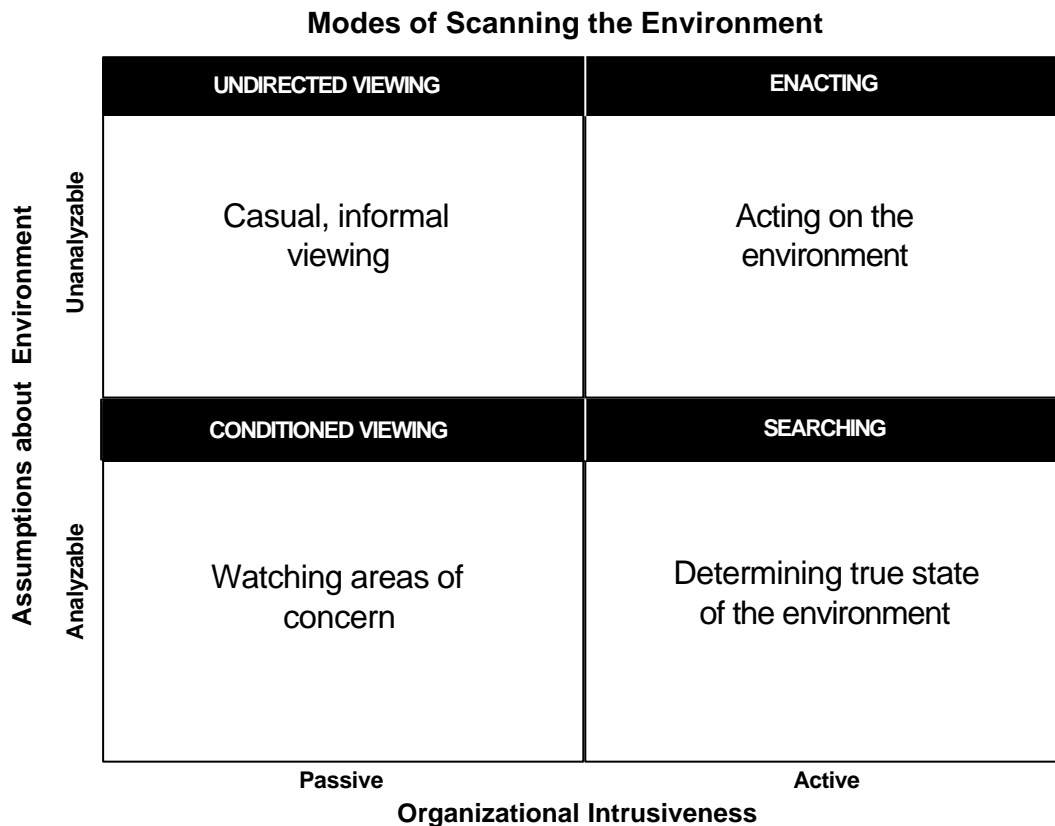 Modes of Scanning the Environment
UNDIRECTED VIEWING
ENACTING
Casual, informal
viewing
Acting on the
environment
CONDITIONED VIEWING
SEARCHING
Watching areas of
concern
Determining true state
of the environment
Assumptions about Environment
Unanalyzable
Analyzable
Passive
Active
Organizational Intrusiveness